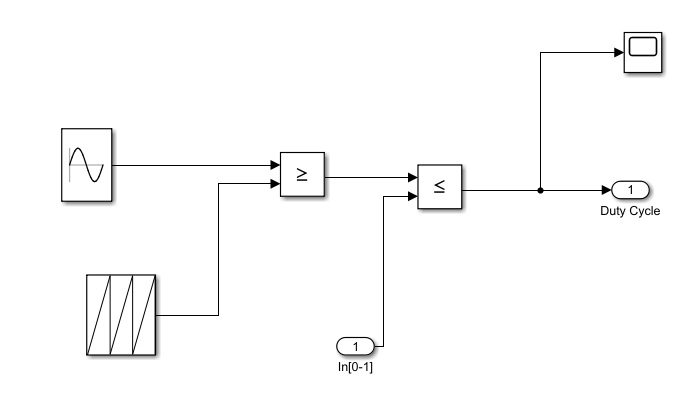 ≥
≤
1
Duty Cycle
1
In[0-1]